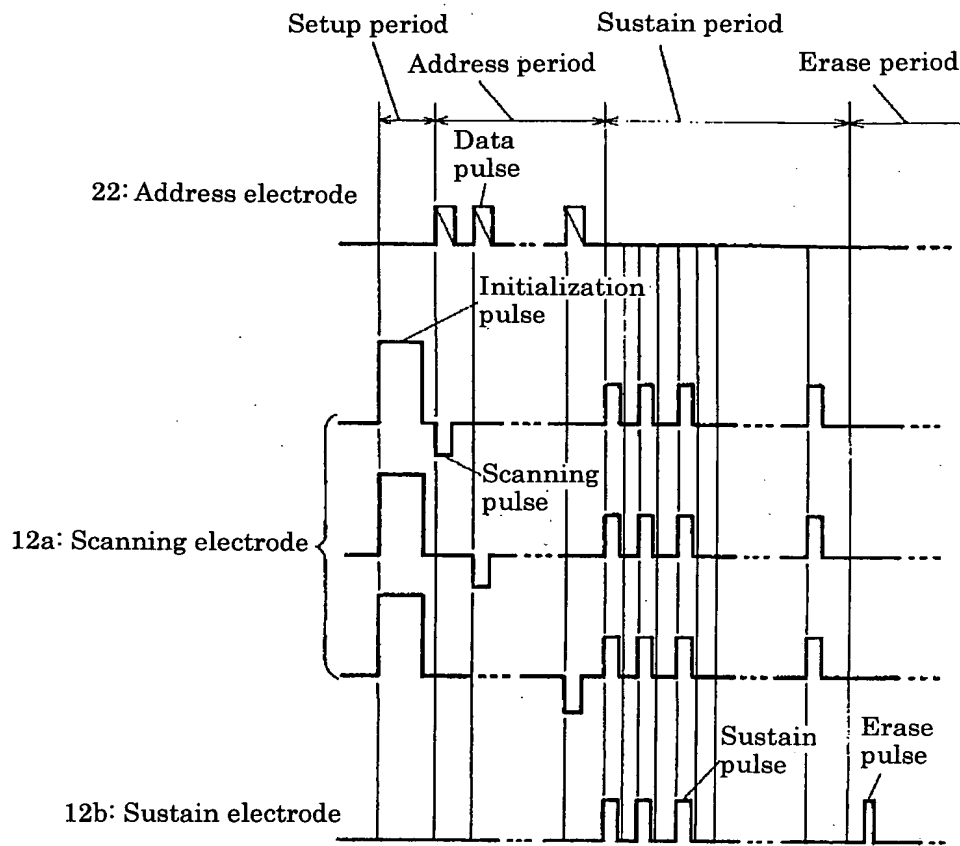 Setup period
Sustain period
Address period
Erase period
Data
pulse
22: Address electrode
Initialization
pulse
Scanning
pulse
12a: Scanning electrode
Sustain
pulse
Erase
pulse
12b: Sustain electrode